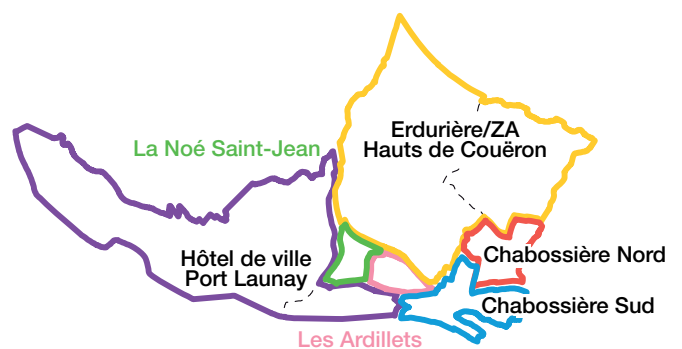 Erdurière/ZA
Hauts de Couëron
La Noé Saint-Jean
Hôtel de ville
Port Launay
Chabossière Nord
Chabossière Sud
Les Ardillets